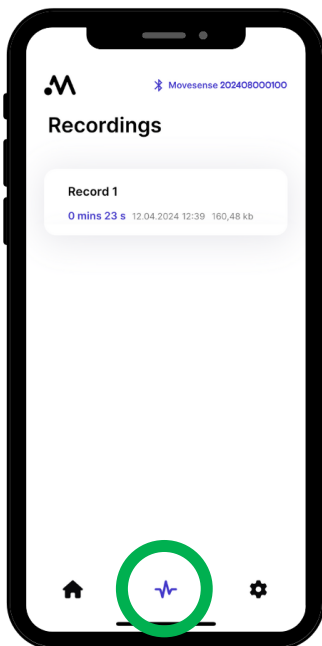 Movesense 202408000100
Recordings
Record 1
0 mins 23 s 12.04.2024 12:39 160,48 kb